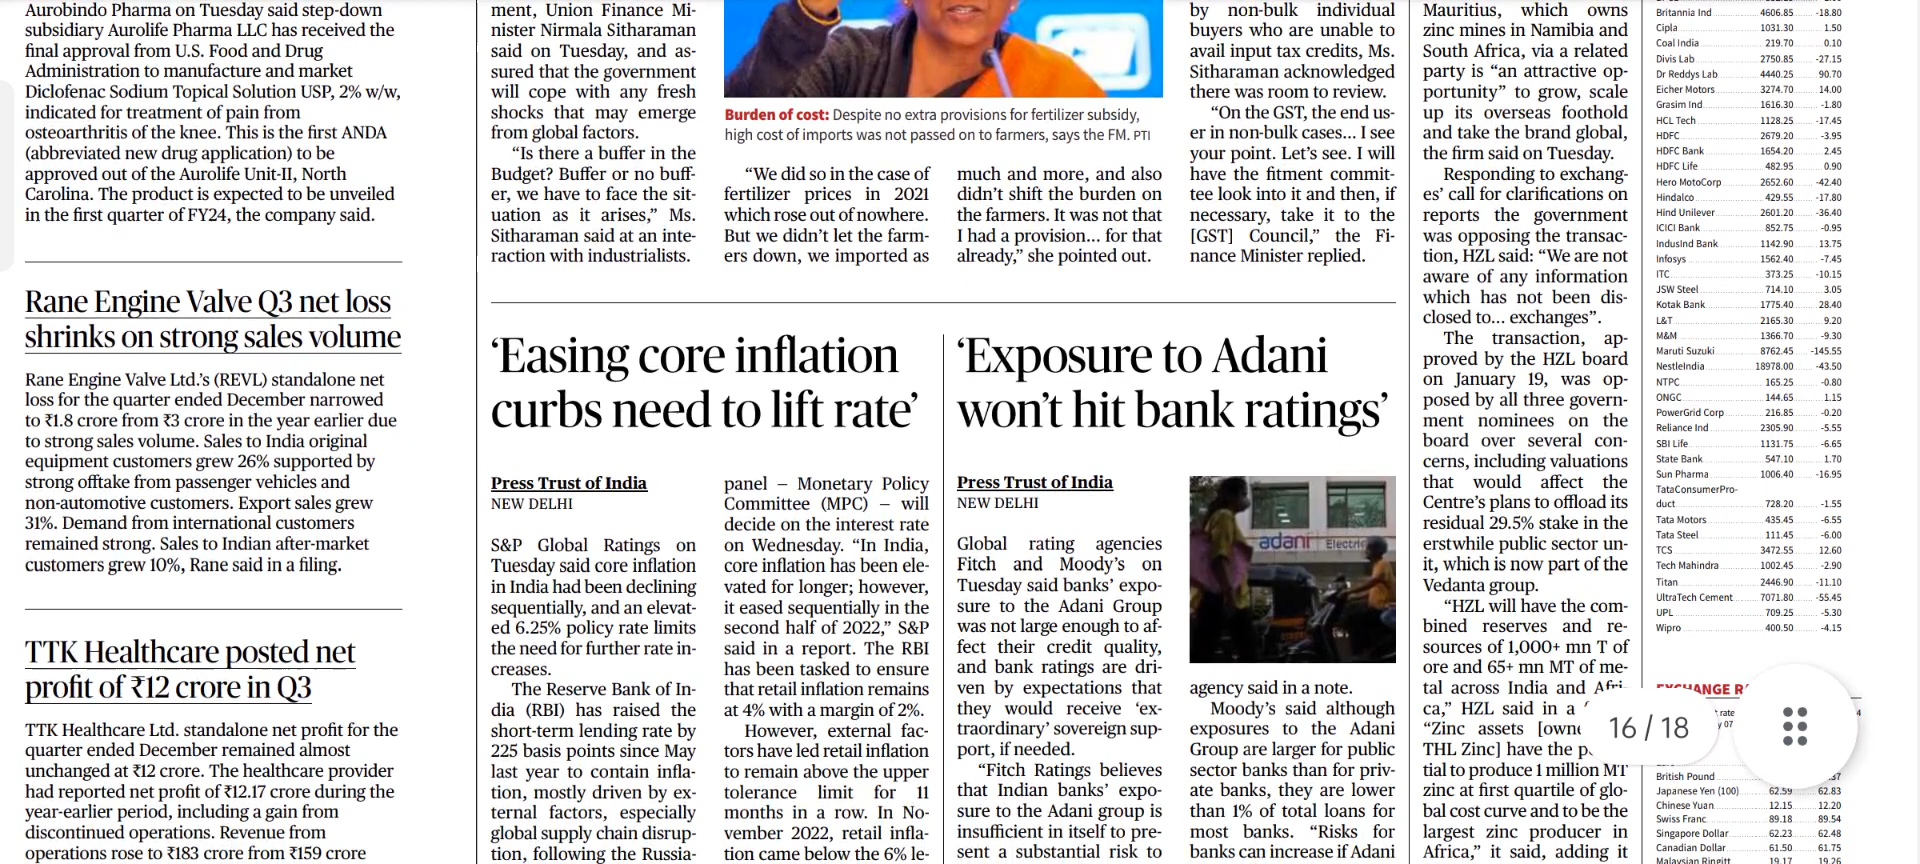 Aurobindo Pharma on Tuesday said step-down
subsidiary Aurolife Pharma LLC has received the
final approval from U.S. Food and Drug
Administration to manufacture and market
Diclofenac Sodium Topical Solution USP, 2% w/w,
indicated for treatment of pain from
osteoarthritis of the knee. This is the first ANDA
(abbreviated new drug application) to be
approved out of the Aurolife Unit-II, North
Carolina. The product is expected to be unveiled
in the first quarter of FY24, the company said.
Rane Engine Valve Q3 net loss
shrinks on strong sales volume
Rane Engine Valve Ltd.’s (REVL) standalone net
loss for the quarter ended December narrowed
to ₹1.8 crore from ₹3 crore in the year earlier due
to strong sales volume. Sales to India original
equipment customers grew 26% supported by
strong offtake from passenger vehicles and
non-automotive customers. Export sales grew
31%. Demand from international customers
remained strong. Sales to Indian after-market
customers grew 10%, Rane said in a filing.
TTK Healthcare posted net
profit of ₹12 crore in Q3
TTK Healthcare Ltd. standalone net profit for the
quarter ended December remained almost
unchanged at ₹12 crore. The healthcare provider
had reported net profit of ₹12.17 crore during the
year-earlier period, including a gain from
discontinued operations. Revenue from
operations rose to ₹183 crore from ₹159 crore
ment, Union Finance Mi-
nister Nirmala Sitharaman
said on Tuesday, and as-
sured that the government
will cope with any fresh
shocks that may emerge
from global factors.
“Is there a buffer in the
Budget? Buffer or no buff-
er, we have to face the sit-
uation as it arises,” Ms.
Sitharaman said at an inte-
raction with industrialists.
Burden of cost: Despite no extra provisions for fertilizer subsidy,
high cost of imports was not passed on to farmers, says the FM. PTI
“We did so in the case of
fertilizer prices in 2021
which rose out of nowhere.
But we didn’t let the farm-
ers down, we imported as
much and more, and also
didn’t shift the burden on
the farmers. It was not that
I had a provision... for that
already,” she pointed out.
by non-bulk individual
buyers who are unable to
avail input tax credits, Ms.
Sitharaman acknowledged
there was room to review.
“On the GST, the end us-
er in non-bulk cases... I see
your point. Let’s see. I will
have the fitment commit-
tee look into it and then, if
necessary, take it to the
[GST] Council,” the Fi-
nance Minister replied.
‘Easing core inflation
curbs need to lift rate’
Press Trust of India
NEW DELHI
S&P Global Ratings on
Tuesday said core inflation
in India had been declining
sequentially, and an elevat-
ed 6.25% policy rate limits
the need for further rate in-
creases.
The Reserve Bank of In-
dia (RBI) has raised the
short-term lending rate by
225 basis points since May
last year to contain infla-
tion, mostly driven by ex-
ternal factors, especially
global supply chain disrup-
tion, following the Russia-
panel – Monetary Policy
Committee (MPC) – will
decide on the interest rate
on Wednesday. “In India,
core inflation has been ele-
vated for longer; however,
it eased sequentially in the
second half of 2022,” S&P
said in a report. The RBI
has been tasked to ensure
that retail inflation remains
at 4% with a margin of 2%.
However, external fac-
tors have led retail inflation
to remain above the upper
tolerance limit for 11
months in a row. In No-
vember 2022, retail infla-
tion came below the 6% le-
‘Exposure to Adani
won’t hit bank ratings’
Press Trust of India
NEW DELHI
Global rating agencies
Fitch and Moody’s on
Tuesday said banks’ expo-
sure to the Adani Group
was not large enough to af-
fect their credit quality,
and bank ratings are dri-
ven by expectations that
they would receive ‘ex-
traordinary’ sovereign sup-
port, if needed.
“Fitch Ratings believes
that Indian banks’ expo-
sure to the Adani group is
insufficient in itself to pre-
sent a substantial risk to
adani Electric
agency said in a note.
Moody’s said although
exposures to the Adani
Group are larger for public
sector banks than for priv-
ate banks, they are lower
than 1% of total loans for
most banks. “Risks for
banks can increase if Adani
Mauritius, which owns
zinc mines in Namibia and
South Africa, via a related
party is “an attractive op-
portunity” to grow, scale
up its overseas foothold
and take the brand global,
the firm said on Tuesday.
Responding to exchang-
es’ call for clarifications on
reports the government
was opposing the transac-
tion, HZL said: “We are not
aware of any information
which has not been dis-
closed to... exchanges”.
The transaction, ap-
proved by the HZL board
on January 19, was op-
posed by all three govern-
ment nominees on the
board over several con-
cerns, including valuations
that would affect the
Centre’s plans to offload its
residual 29.5% stake in the
erstwhile public sector un-
it, which is now part of the
Vedanta group.
“HZL will have the com-
bined reserves and re-
sources of 1,000+ mn T of
ore and 65+ mn MT of me-
tal across India and Afri-
ca,” HZL said in a
“Zinc assets [owne
THL Zinc] have the p
tial to produce 1 million MT
zinc at first quartile of glo-
bal cost curve and to be the
largest zinc producer in
Africa,” it said, adding it
Britannia Ind 4606.85 -18.80
Cipla 1031.30 1.50
Coal India 219.70 0.10
Divis Lab 2750.85 -27.15
Dr Reddys Lab 4440.25 90.70
Eicher Motors 3274.70 14.00
Grasim Ind 1616.30 -1.80
HCL Tech 1128.25 -17.45
HDFC 2679.20 -3.95
HDFC Bank 1654.20 2.45
HDFC Life 482.95 0.90
Hero MotoCorp 2652.60 -42.40
Hindalco 429.55 -17.80
Hind Unilever 2601.20 -36.40
ICICI Bank 852.75 -0.95
IndusInd Bank 1142.90 13.75
Infosys 1562.40 -7.45
ITC 373.25 -10.15
JSW Steel 714.10 3.05
Kotak Bank 1775.40 28.40
L&T 2165.30 9.20
M&M 1366.70 -9.30
Maruti Suzuki 8762.45 -145.55
NestleIndia 18978.00 -43.50
NTPC 165.25 -0.80
ONGC 144.65 1.15
PowerGrid Corp 216.85 -0.20
Reliance Ind 2305.90 -5.55
SBI Life 1131.75 -6.65
State Bank 547.10 1.70
Sun Pharma 1006.40 -16.95
TataConsumerPro-
duct 728.20 -1.55
Tata Motors 435.45 -6.55
Tata Steel 111.45 -6.00
TCS 3472.55 12.60
Tech Mahindra 1002.45 -2.90
Titan 2446.90 -11.10
UltraTech Cement 7071.80 -55.45
UPL 709.25 -5.30
Wipro 400.50 -4.15
EXCHANGE R
t rate
y 07
16 / 18
British Pound
Japanese Yen (100) 62.59 62.83
Chinese Yuan 12.15 12.20
Swiss Franc 89.18 89.54
Singapore Dollar 62.23 62.48
Canadian Dollar 61.50 61.75
Malaysian Ringitt 19.17 19.26